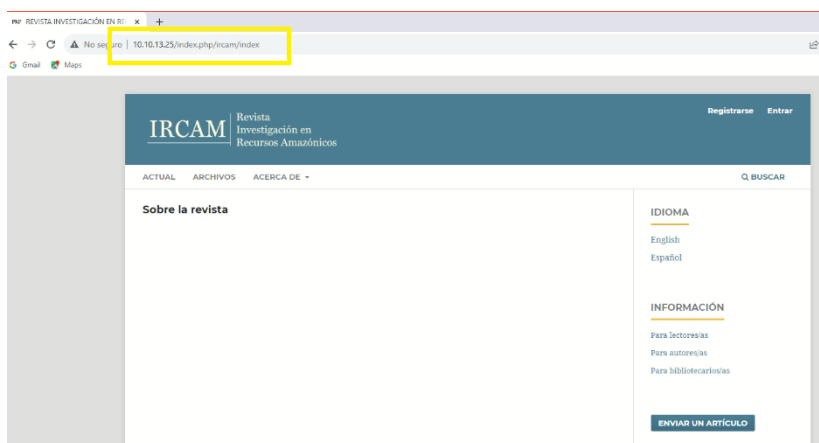 REVISTA INVESTIGACIÓN EN RE
No seguro | 10.10.13.25/index.php/ircam/index
Gmail Maps
IRCAM Revista
Investigación en
Recursos Amazónicos
Registrarse Entrar
ACTUAL ARCHIVOS ACERCA DE BUSCAR
Sobre la revista
IDIOMA
English
Español
INFORMACIÓN
Para lectores/as
Para autores/as
Para bibliotecarios/as
ENVIAR UN ARTÍCULO